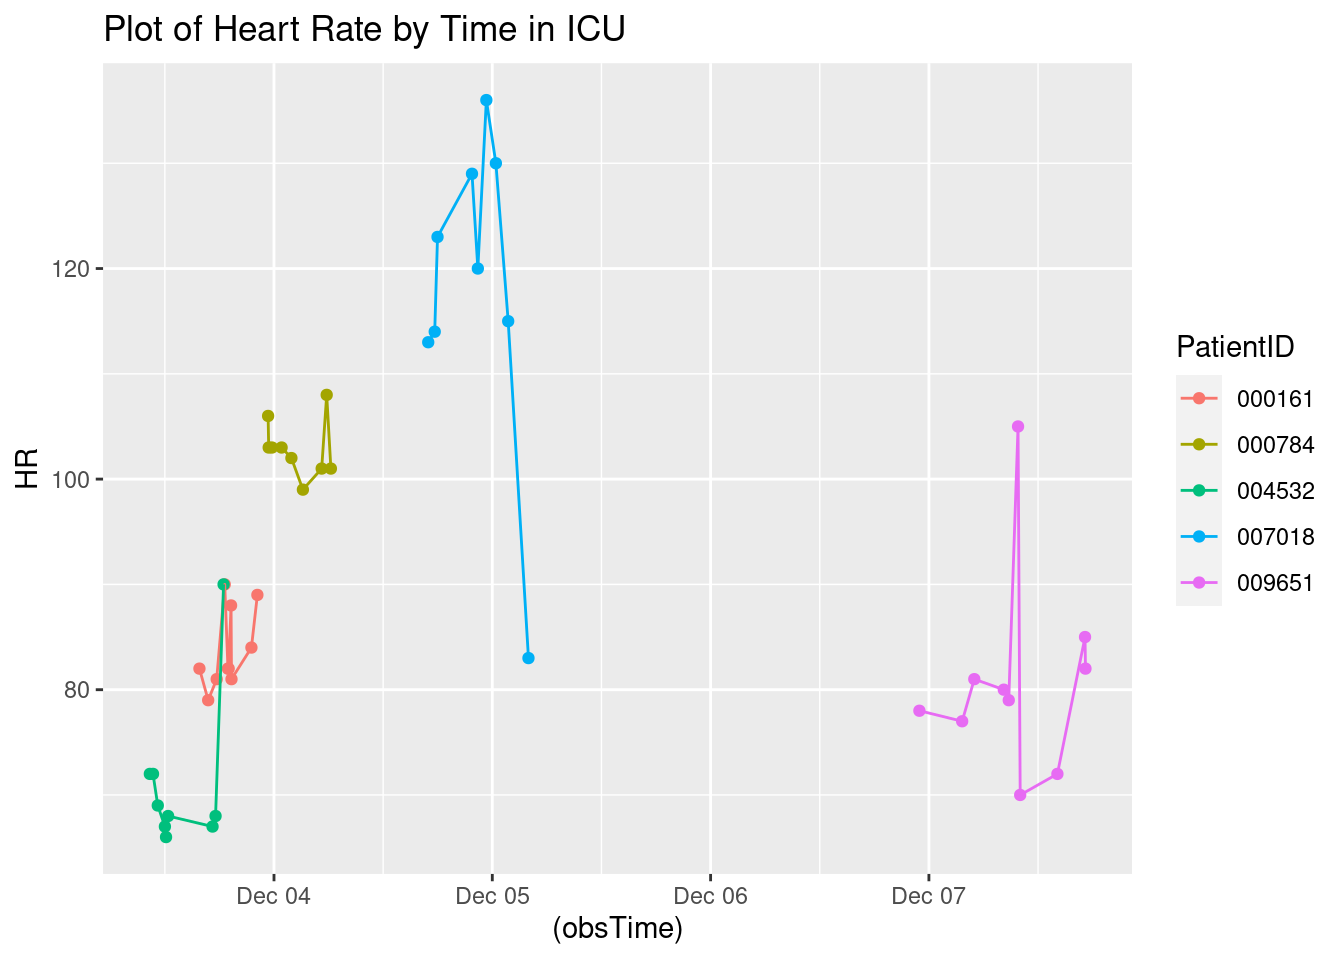 Plot of Heart Rate by Time in ICU
120
100
80
HR
Dec 04
Dec 05
Dec 06
Dec 07
(obsTime)
PatientID
000161
000784
004532
007018
009651